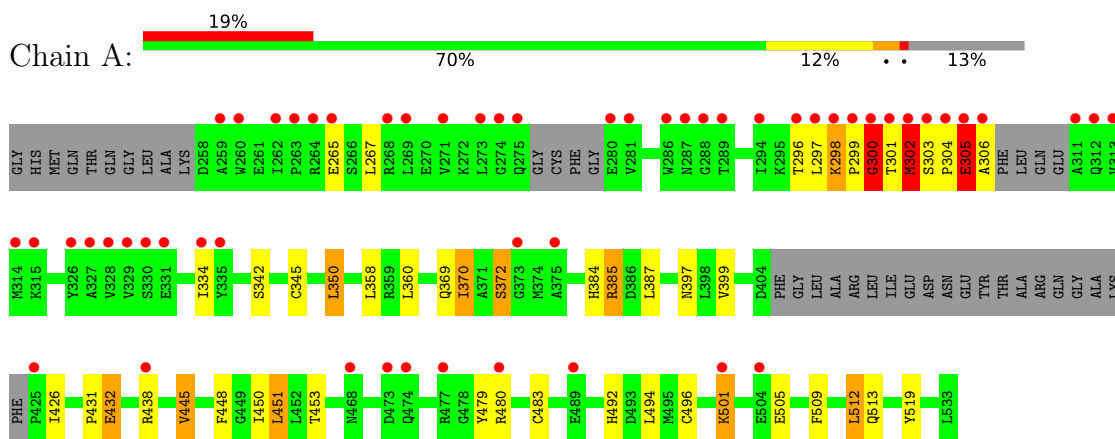 19%
Chain A:
70% 12% • • 13%
GLY HIS MET GLN THR GLN GLY LEU ALA LYS D258 A259 W260 E261 I262 P263 R264 E265 S266 L267 R268 L269 E270 V271 K272 L273 G274 Q275 GLY CYS PHE GLY E280 V281 W286 N287 G288 T289 I294 K295 T296 L297 K298 P299 G300 T301 M302 S303 P304 E305 A306 PHE LEU GLN GLU A311 Q312 V313
M314 K315 Y326 A327 V328 V329 S330 E331 I334 Y335 S342 C345 L350 L358 R359 L360 Q369 I370 A371 S372 G373 M374 A375 H384 R385 D386 L387 N397 L398 V399 D404 PHE GLY LEU ALA ARG LEU ILE GLU ASP ASN GLU TYR THR ALA ARG GLN GLY ALA LYS
PHE P425 I426 P431 E432 R438 V445 F448 G449 I450 L451 L452 T453 N468 D473 Q474 R477 G478 Y479 R480 C483 E489 H492 D493 L494 M495 C496 K501 E504 E505 F509 L512 Q513 Y519 L533